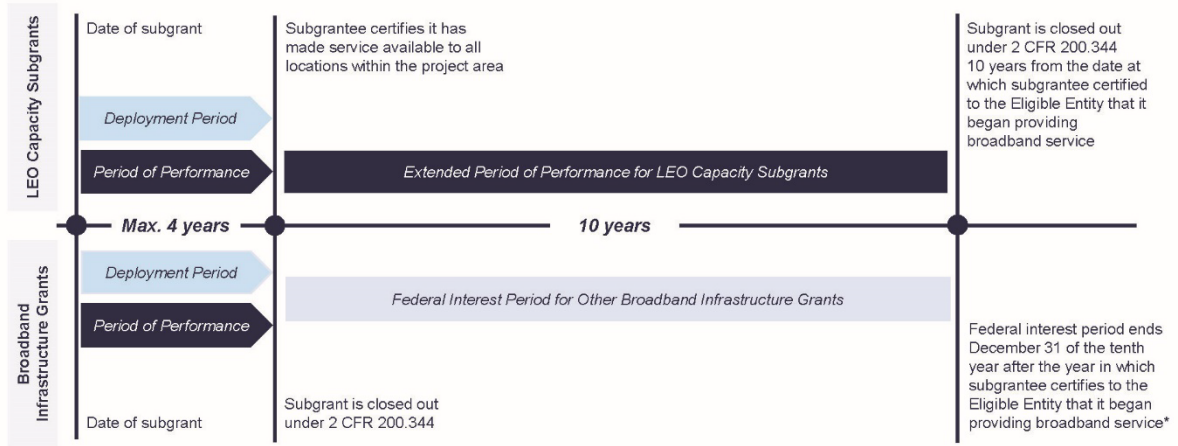 LEO Capacity Subgrants
Date of subgrant
Subgrantee certifies it has
made service available to all
locations within the project area
Subgrant is closed out
under 2 CFR 200.344
10 years from the date at
which subgrantee certified
to the Eligible Entity that it
began providing
broadband service
Deployment Period
Period of Performance
Extended Period of Performance for LEO Capacity Subgrants
Max. 4 years
10 years
Broadband
Infrastructure Grants
Deployment Period
Period of Performance
Federal Interest Period for Other Broadband Infrastructure Grants
Date of subgrant
Subgrant is closed out
under 2 CFR 200.344
Federal interest period ends
December 31 of the tenth
year after the year in which
subgrantee certifies to the
Eligible Entity that it began
providing broadband service*